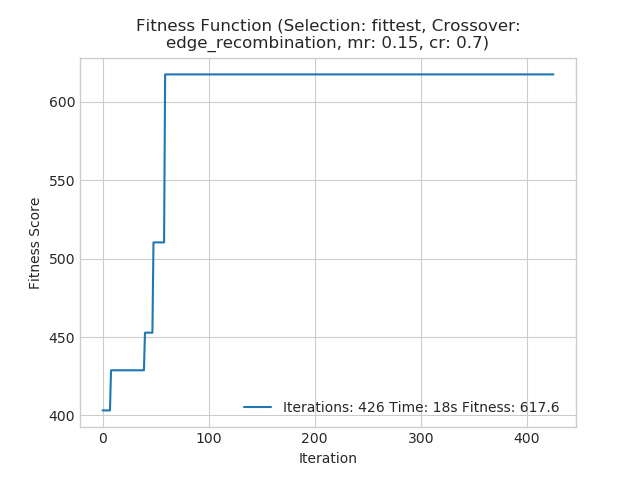 Fitness Function (Selection: fittest, Crossover:
edge_recombination, mr: 0.15, cr: 0.7)
Fitness Score
600
550
500
450
400
Iterations: 426 Time: 18s Fitness: 617.6
0 100 200 300 400
Iteration